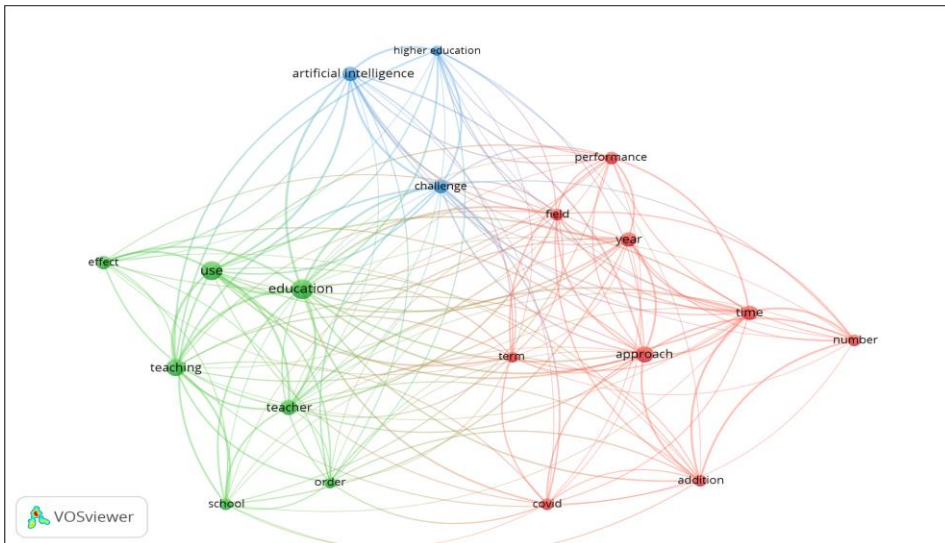 higher education
artificial intelligence
performance
challenge
field
year
effect
use
education
time
number
term
approach
teaching
teacher
addition
order
school
covid
VOSviewer